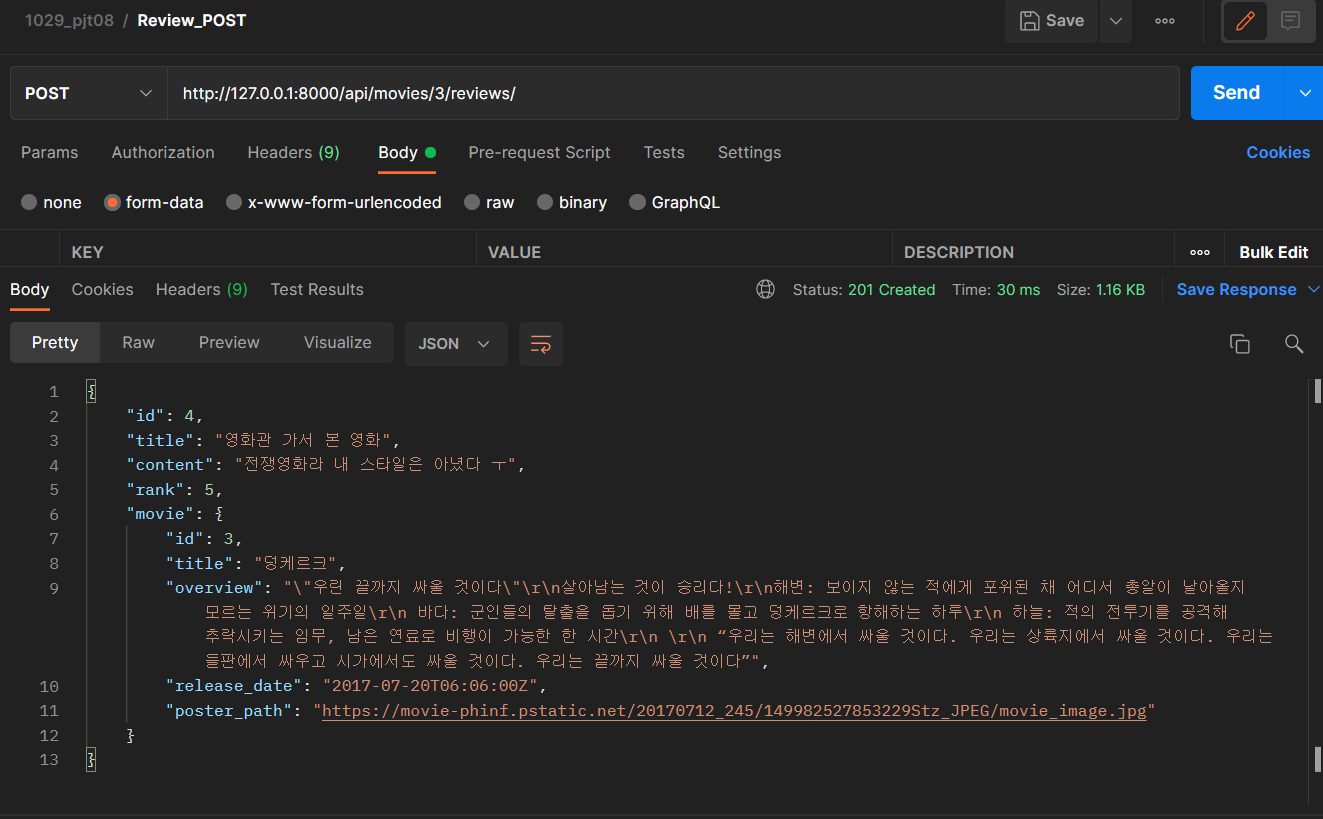 1029_pjt08 / Review_POST Save
POST http://127.0.0.1:8000/api/movies/3/reviews/ Send
Params Authorization Headers (9) Body Pre-request Script Tests Settings Cookies
none form-data x-www-form-urlencoded raw binary GraphQL
KEY VALUE DESCRIPTION Bulk Edit
Body Cookies Headers (9) Test Results Status: 201 Created Time: 30 ms Size: 1.16 KB Save Response
Pretty Raw Preview Visualize JSON
1 {
2 "id": 4,
3 "title": "영화관 가서 본 영화",
4 "content": "전쟁영화라 내 스타일은 아녔다 ㅜ",
5 "rank": 5,
6 "movie": {
7 "id": 3,
8 "title": "덩케르크",
9 "overview": "\"우린 끝까지 싸울 것이다\"\r\n살아남는 것이 승리다!\r\n해변: 보이지 않는 적에게 포위된 채 어디서 총알이 날아올지
모르는 위기의 일주일\r\n 바다: 군인들의 탈출을 돕기 위해 배를 몰고 덩케르크로 항해하는 하루\r\n 하늘: 적의 전투기를 공격해
추락시키는 임무, 남은 연료로 비행이 가능한 한 시간\r\n \r\n “우리는 해변에서 싸울 것이다. 우리는 상륙지에서 싸울 것이다. 우리는
들판에서 싸우고 시가에서도 싸울 것이다. 우리는 끝까지 싸울 것이다”",
10 "release_date": "2017-07-20T06:06:00Z",
11 "poster_path": "https://movie-phinf.pstatic.net/20170712_245/149982527853229Stz_JPEG/movie_image.jpg"
12 }
13 }